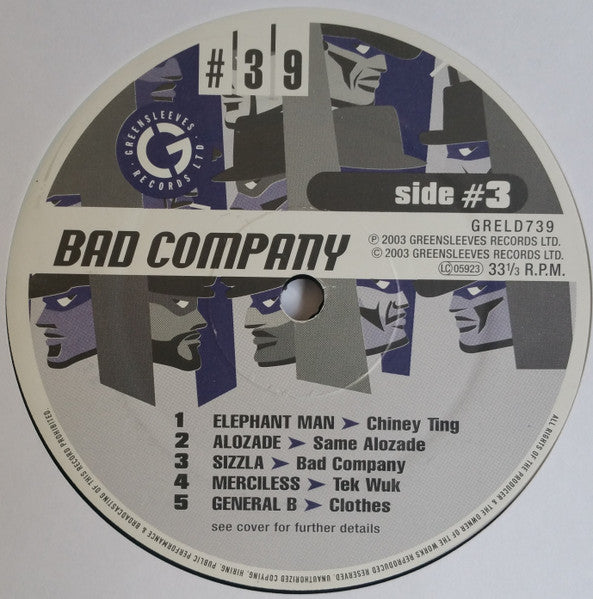 #39
GREENSLEEVES RECORDS LTD.
G
side #3
BAD COMPANY
GRELD739
℗ 2003 GREENSLEEVES RECORDS LTD.
© 2003 GREENSLEEVES RECORDS LTD.
LC 05923 33 1/3 R.P.M.
1 ELEPHANT MAN ➤ Chiney Ting
2 ALOZADE ➤ Same Alozade
3 SIZZLA ➤ Bad Company
4 MERCILESS ➤ Tek Wuk
5 GENERAL B ➤ Clothes
see cover for further details
ALL RIGHTS OF THE PRODUCER & THE OWNER OF THE WORKS REPRODUCED RESERVED. UNAUTHORIZED COPYING, HIRING, PUBLIC PERFORMANCE & BROADCASTING OF THIS RECORD PROHIBITED.